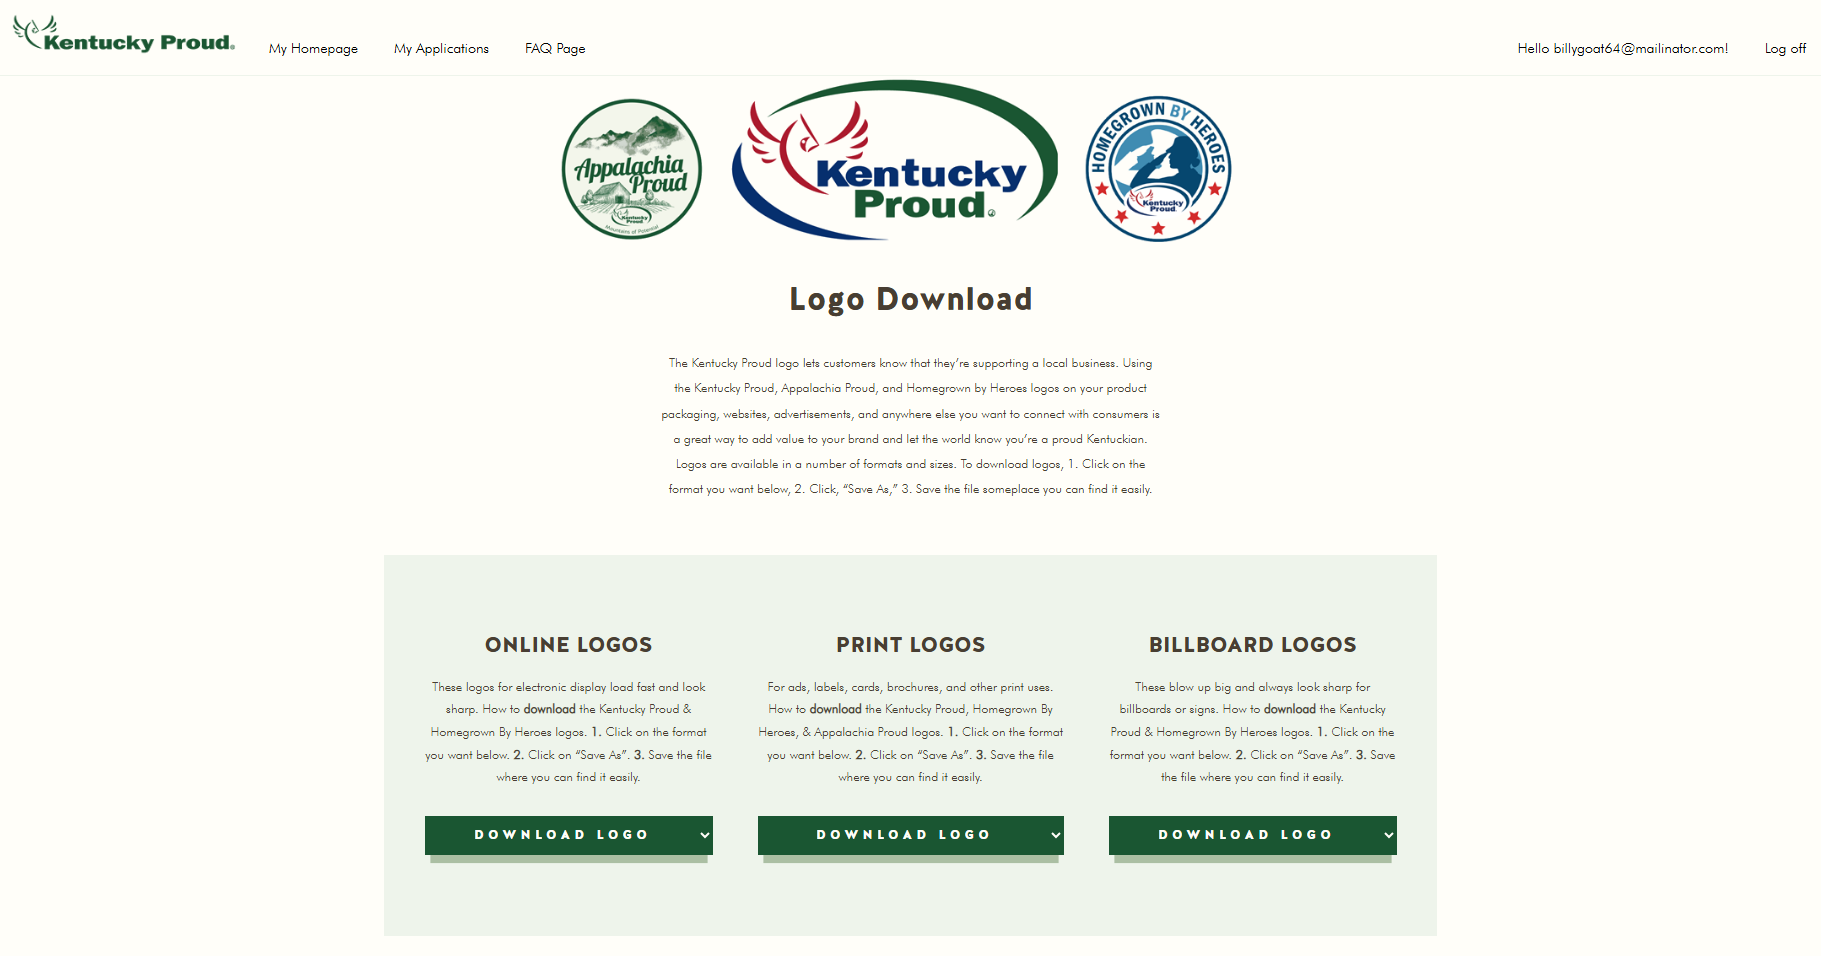 Kentucky Proud.
My Homepage
My Applications
FAQ Page
Hello billygoat64@mailinator.com!
Log off
Appalachia
Proud
Kentucky
Proud
Mountains of Potential
Kentucky
Proud
HOMEGROWN BY HEROES
Kentucky
Proud
Logo Download
The Kentucky Proud logo lets customers know that they’re supporting a local business. Using
the Kentucky Proud, Appalachia Proud, and Homegrown by Heroes logos on your product
packaging, websites, advertisements, and anywhere else you want to connect with consumers is
a great way to add value to your brand and let the world know you’re a proud Kentuckian.
Logos are available in a number of formats and sizes. To download logos, 1. Click on the
format you want below, 2. Click, “Save As,” 3. Save the file someplace you can find it easily.
ONLINE LOGOS
These logos for electronic display load fast and look
sharp. How to download the Kentucky Proud &
Homegrown By Heroes logos. 1. Click on the format
you want below. 2. Click on “Save As”. 3. Save the file
where you can find it easily.
DOWNLOAD LOGO
PRINT LOGOS
For ads, labels, cards, brochures, and other print uses.
How to download the Kentucky Proud, Homegrown By
Heroes, & Appalachia Proud logos. 1. Click on the format
you want below. 2. Click on “Save As”. 3. Save the file
where you can find it easily.
DOWNLOAD LOGO
BILLBOARD LOGOS
These blow up big and always look sharp for
billboards or signs. How to download the Kentucky
Proud & Homegrown By Heroes logos. 1. Click on the
format you want below. 2. Click on “Save As”. 3. Save
the file where you can find it easily.
DOWNLOAD LOGO